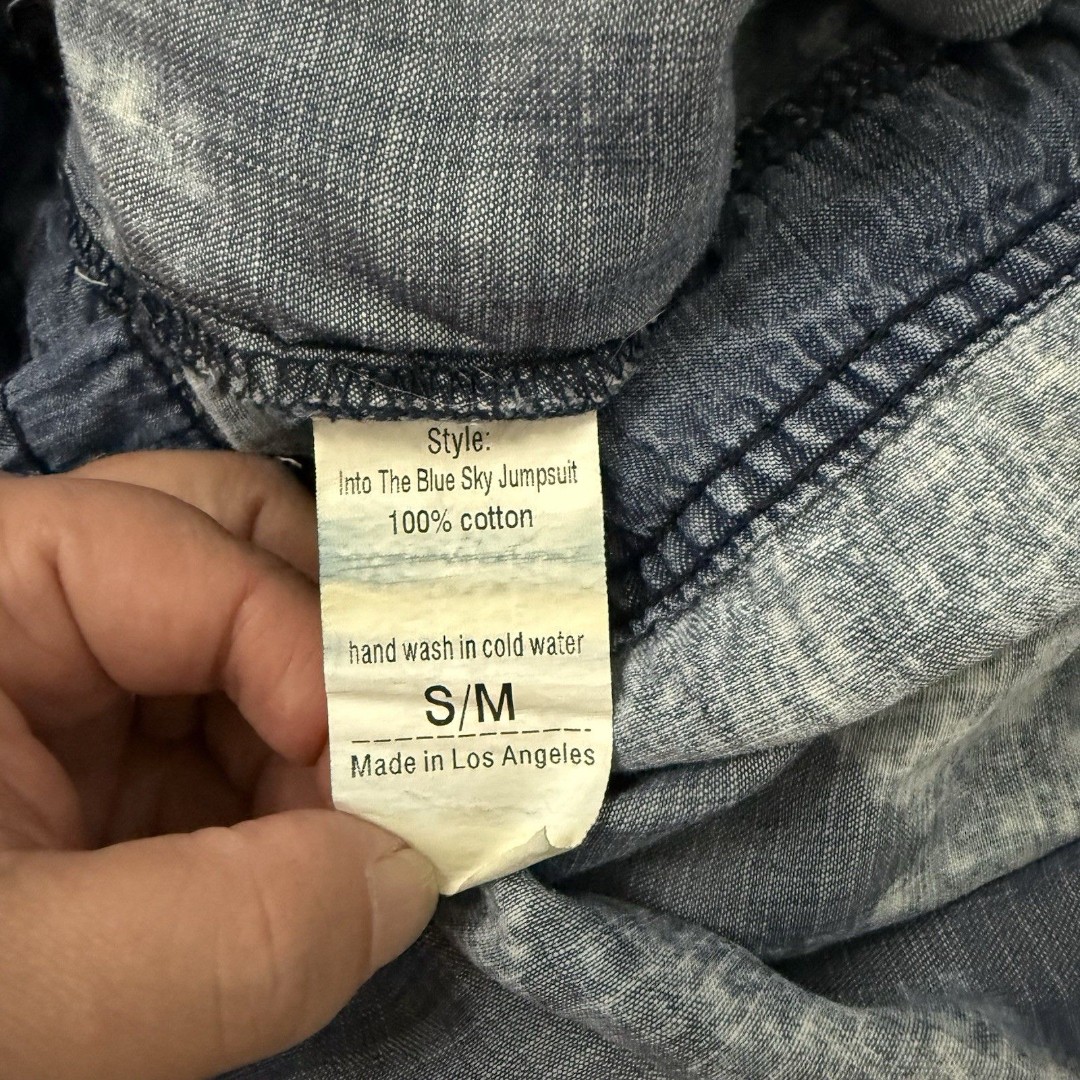 Style:
Into The Blue Sky Jumpsuit
100% cotton
hand wash in cold water
S/M
Made in Los Angeles